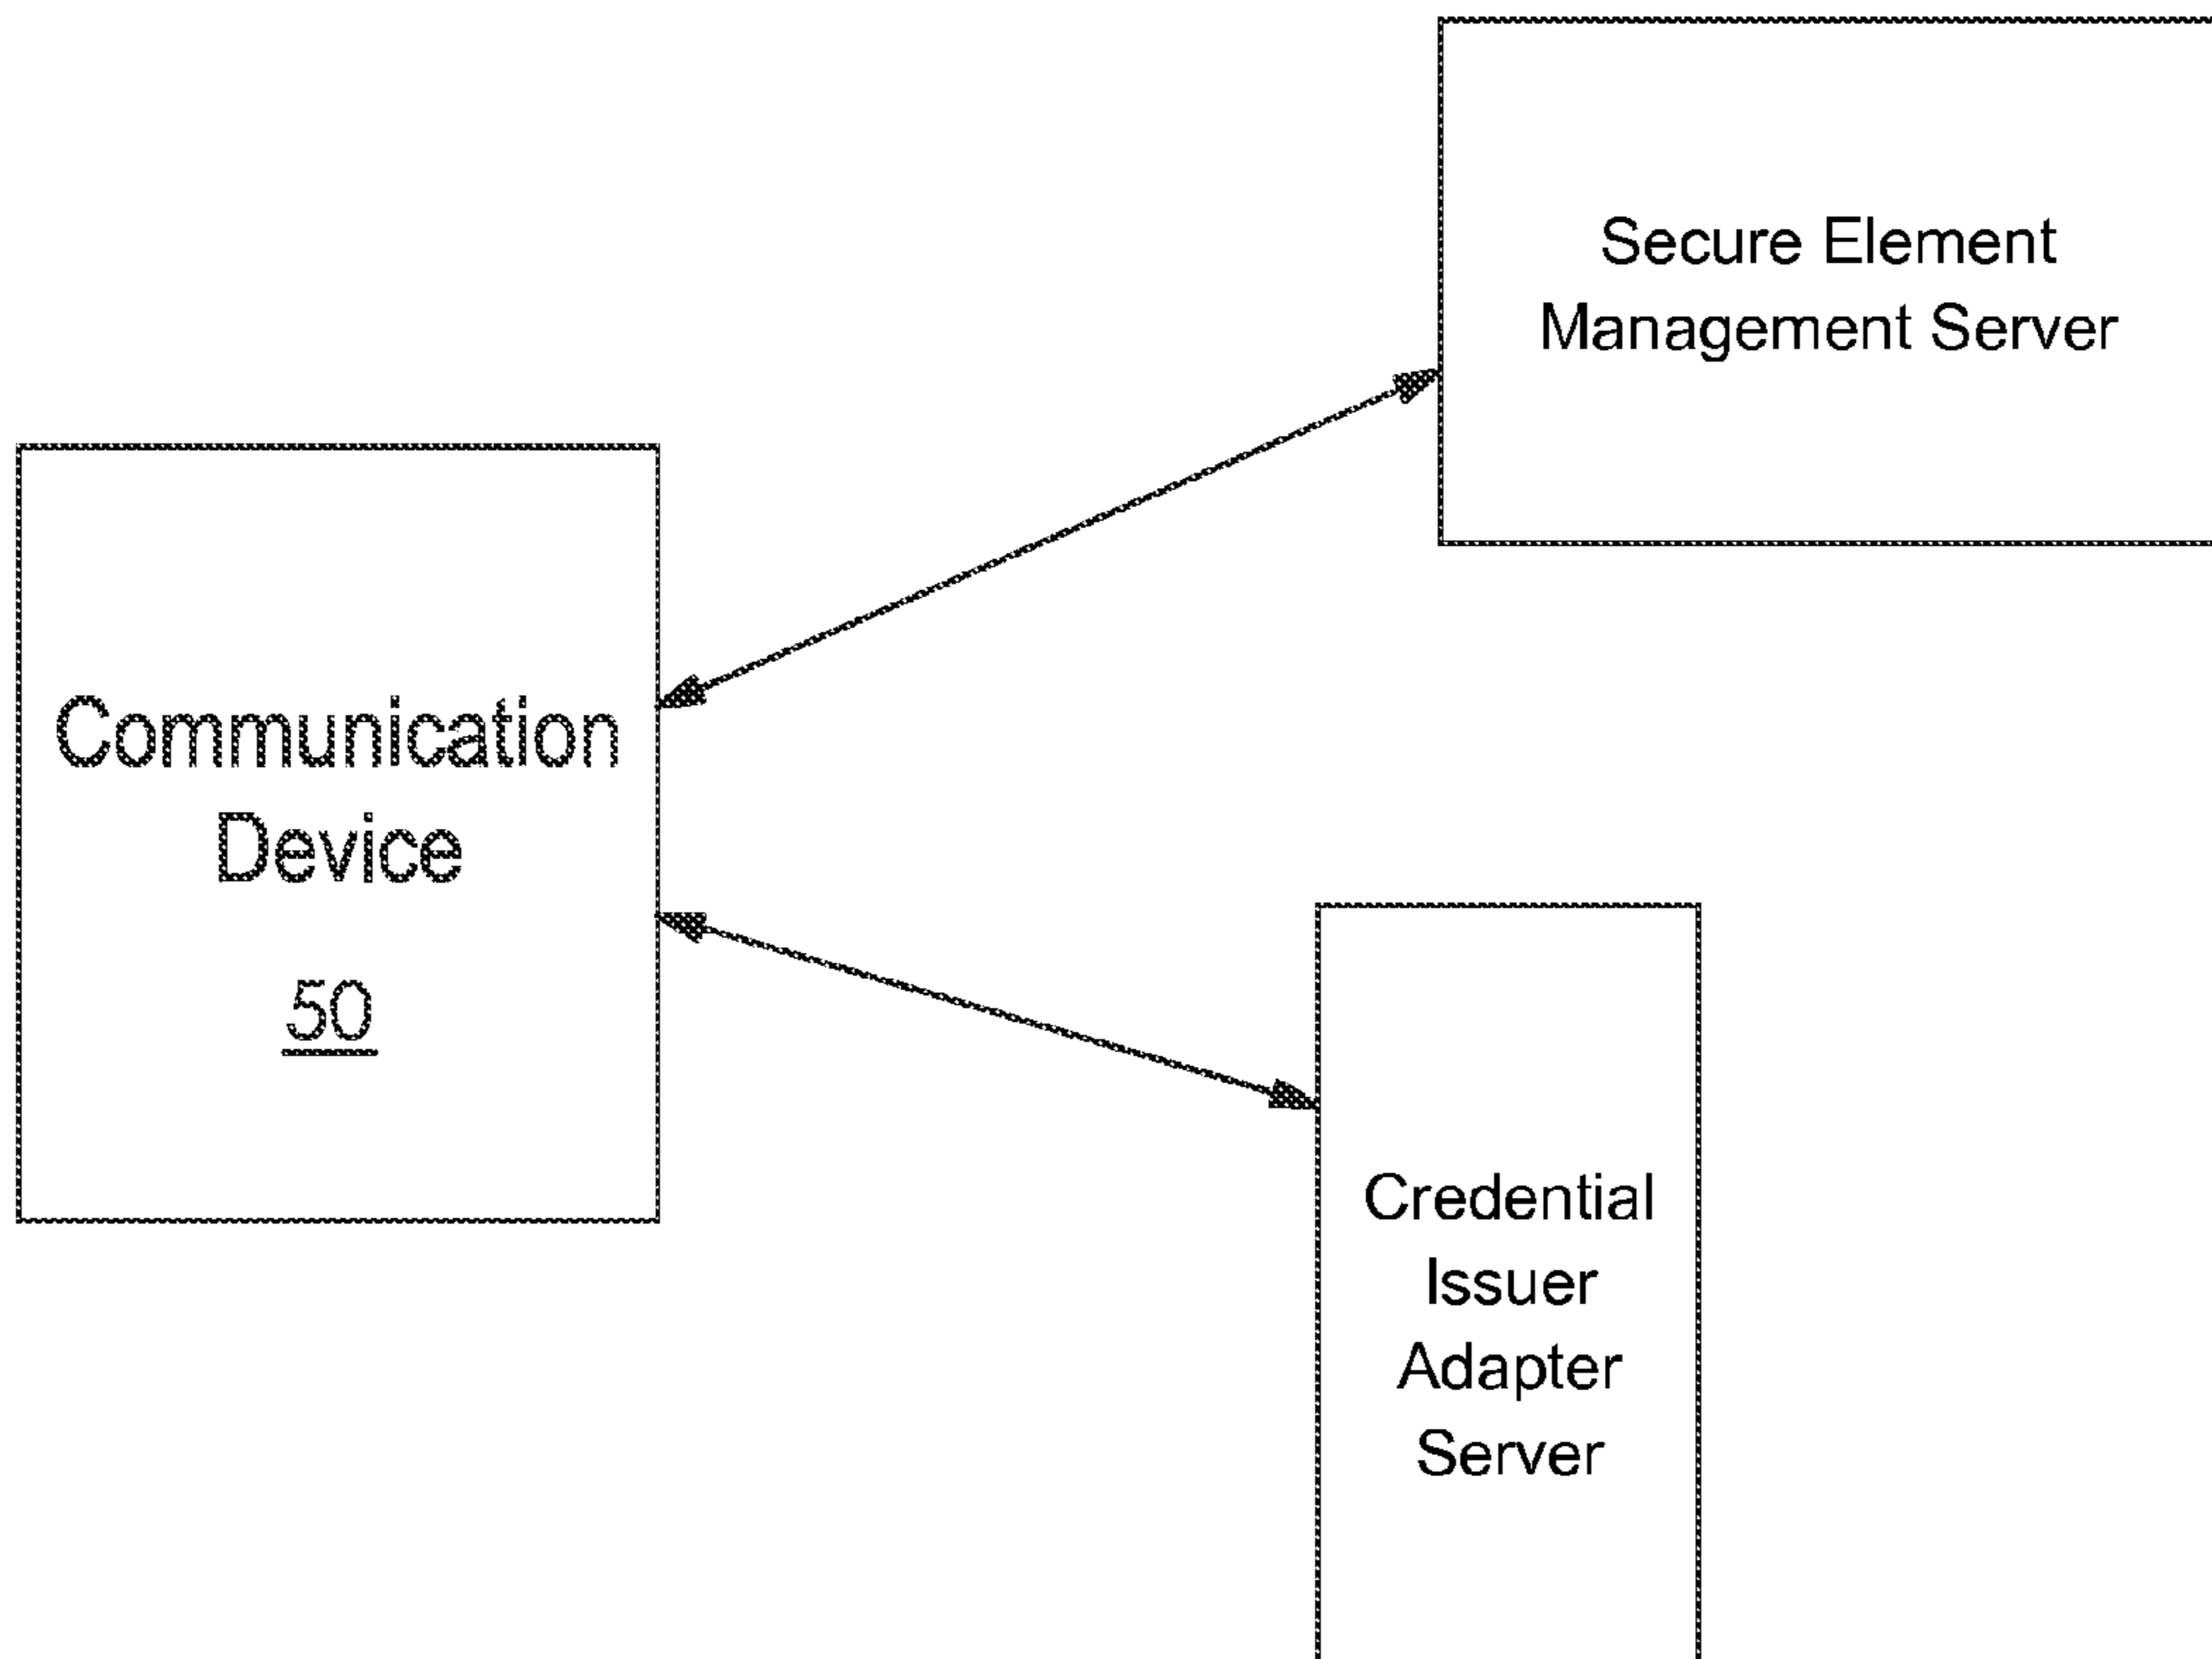 Secure Element
Management Server
Communication
Device
50
Credential
Issuer
Adapter
Server